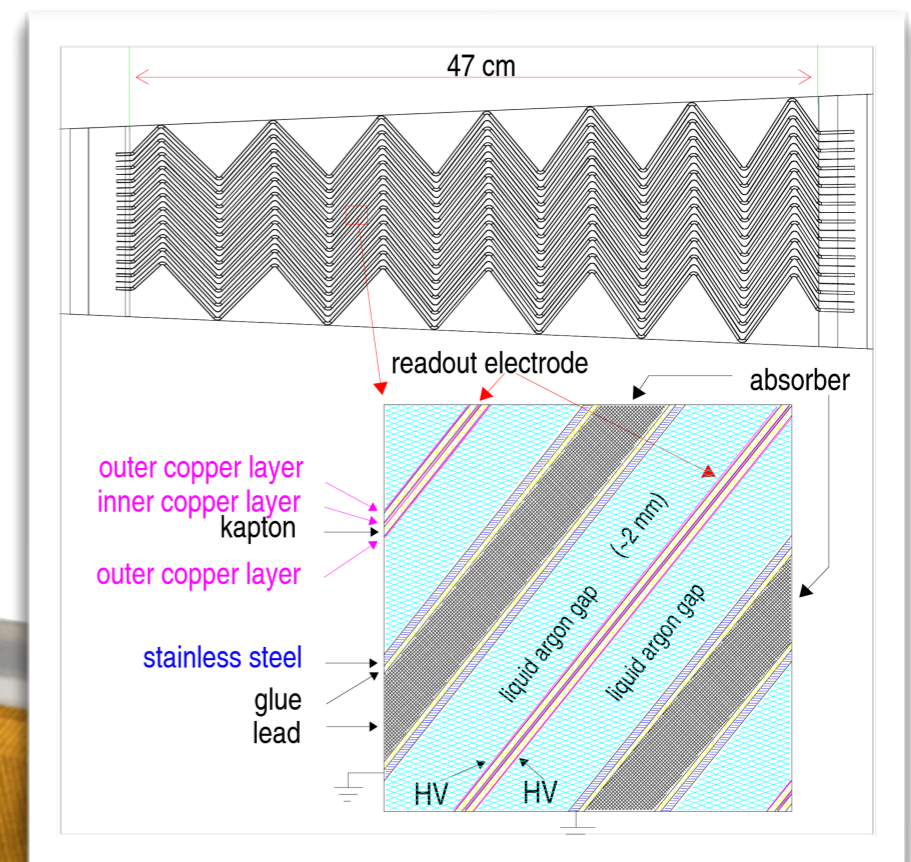 47 cm
readout electrode
absorber
outer copper layer
inner copper layer
kapton
outer copper layer
(~2 mm)
liquid argon gap
liquid argon gap
stainless steel
glue
lead
HV
HV